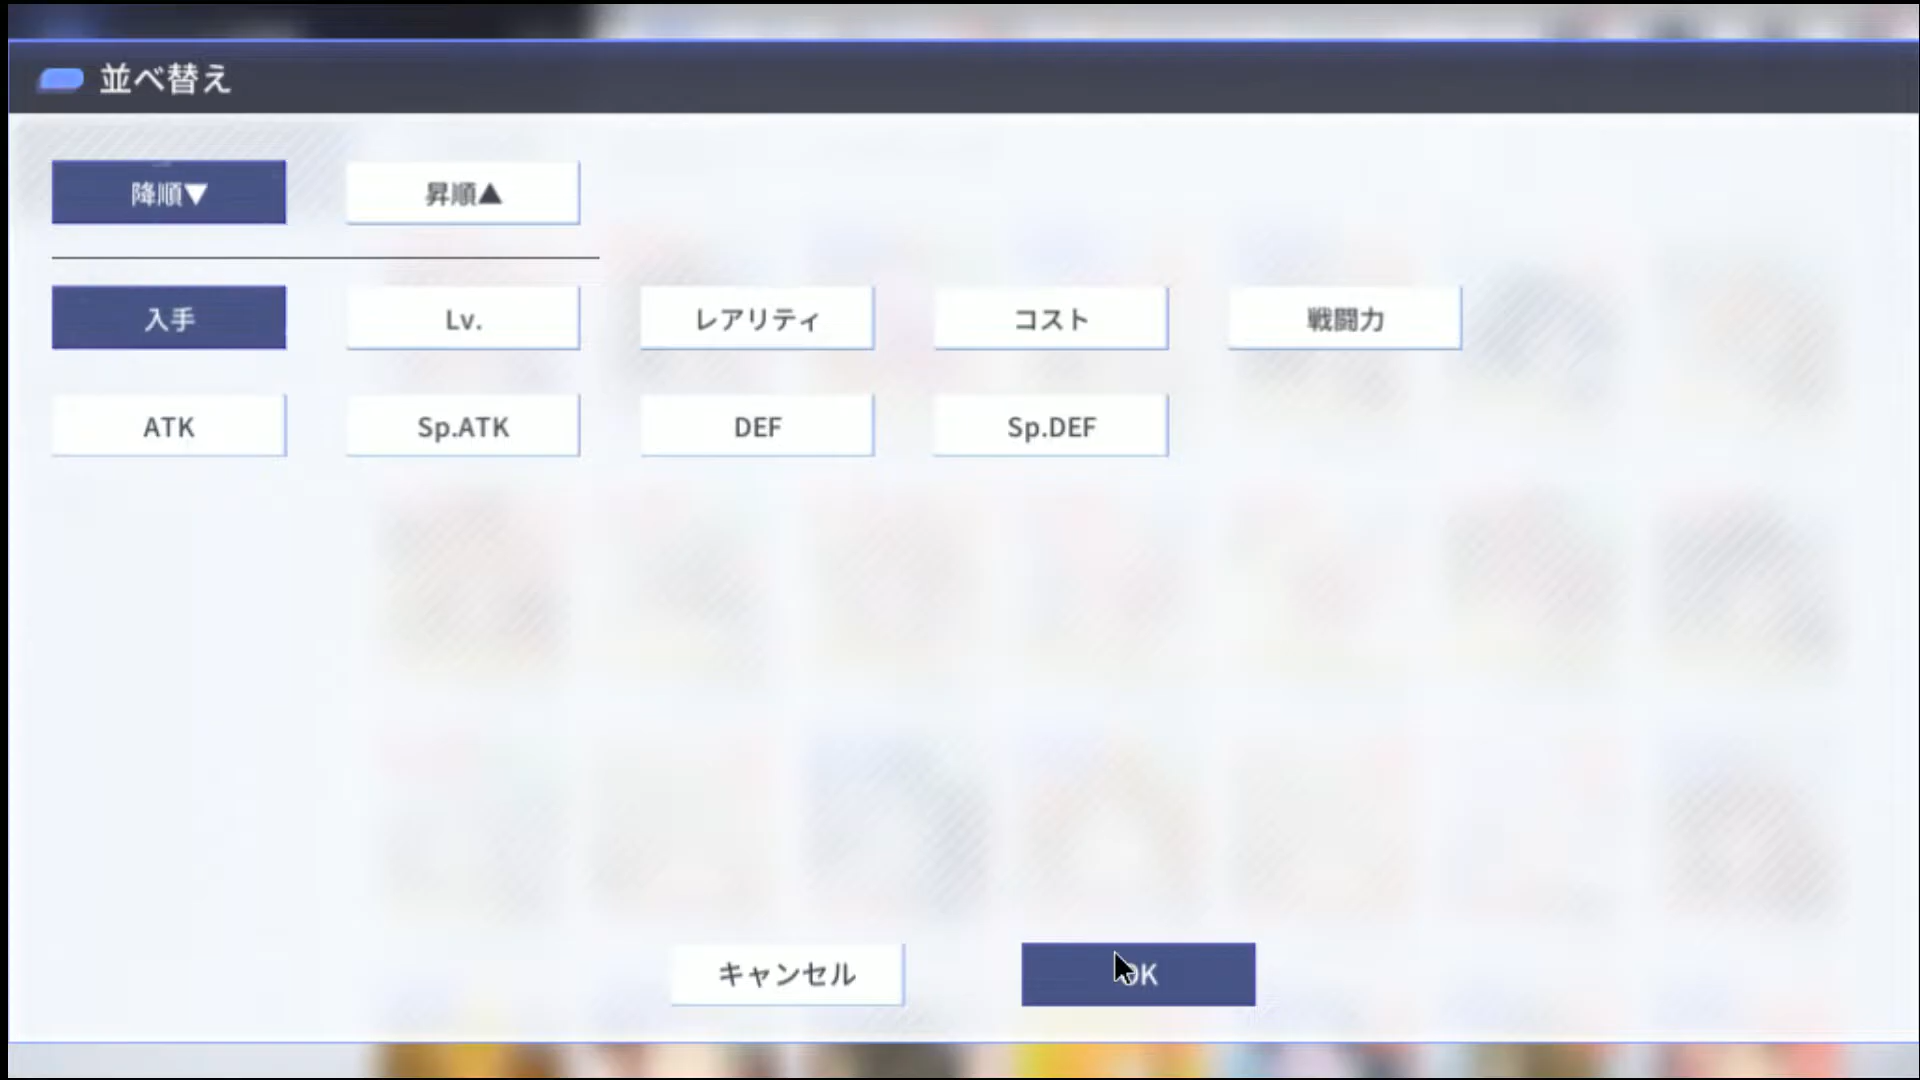 並べ替え
降順▼ 昇順▲
入手 Lv. レアリティ コスト 戦闘力
ATK Sp.ATK DEF Sp.DEF
キャンセル OK